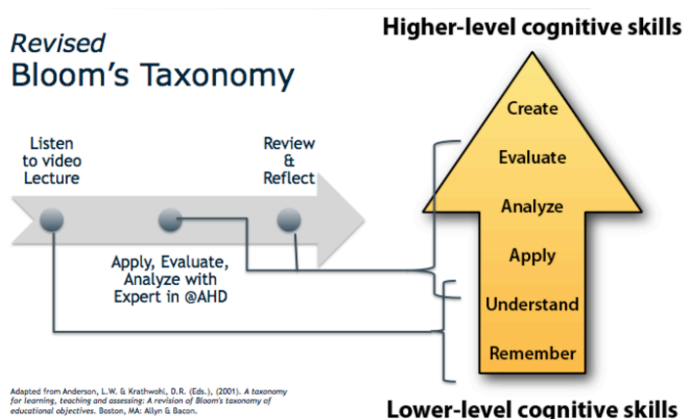 Revised
Bloom's Taxonomy
Listen
to video
Lecture
Review
&
Reflect
Apply, Evaluate,
Analyze with
Expert in @AHD
Adapted from Anderson, L.W. & Krathwohl, D.R. (Eds.), (2001). A taxonomy
for learning, teaching and assessing: A revision of Bloom's taxonomy of
educational objectives. Boston, MA: Allyn & Bacon.
Higher-level cognitive skills
Create
Evaluate
Analyze
Apply
Understand
Remember
Lower-level cognitive skills